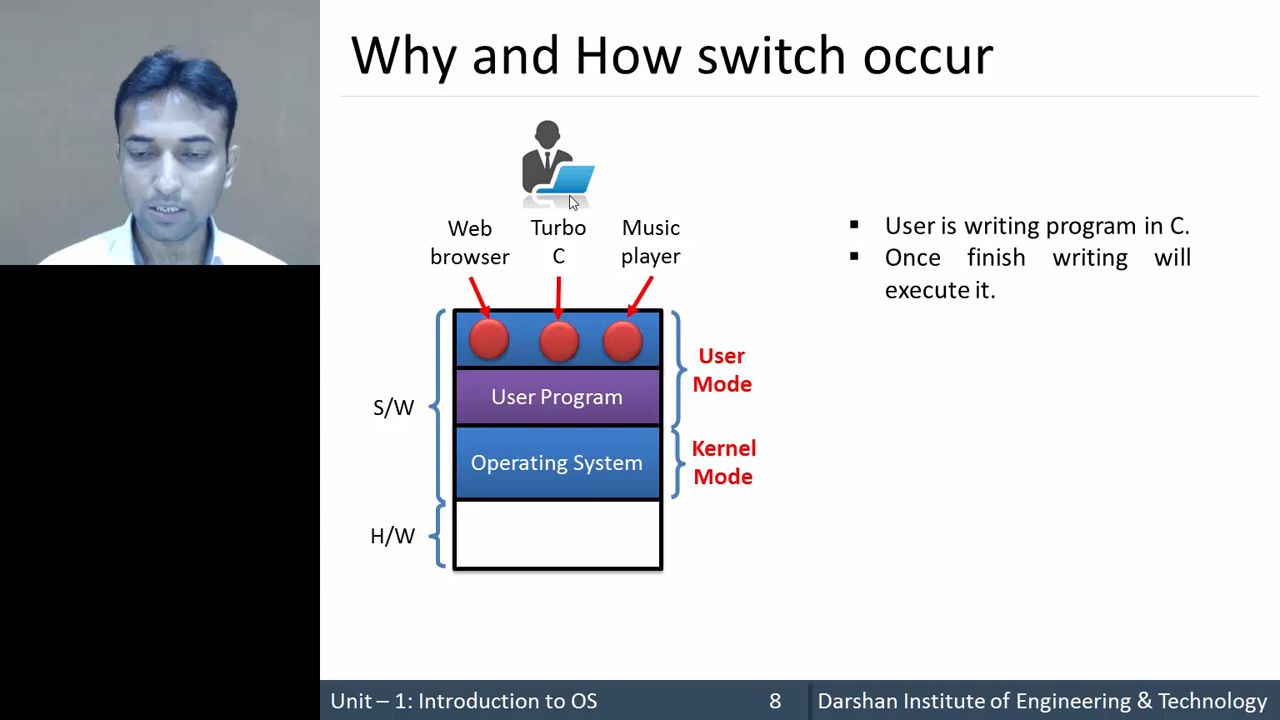 Why and How switch occur
Web
browser
Turbo
C
Music
player
User is writing program in C.
Once finish writing will
execute it.
User
Mode
User Program
S/W
Kernel
Mode
Operating System
H/W
Unit – 1: Introduction to OS
8
Darshan Institute of Engineering & Technology